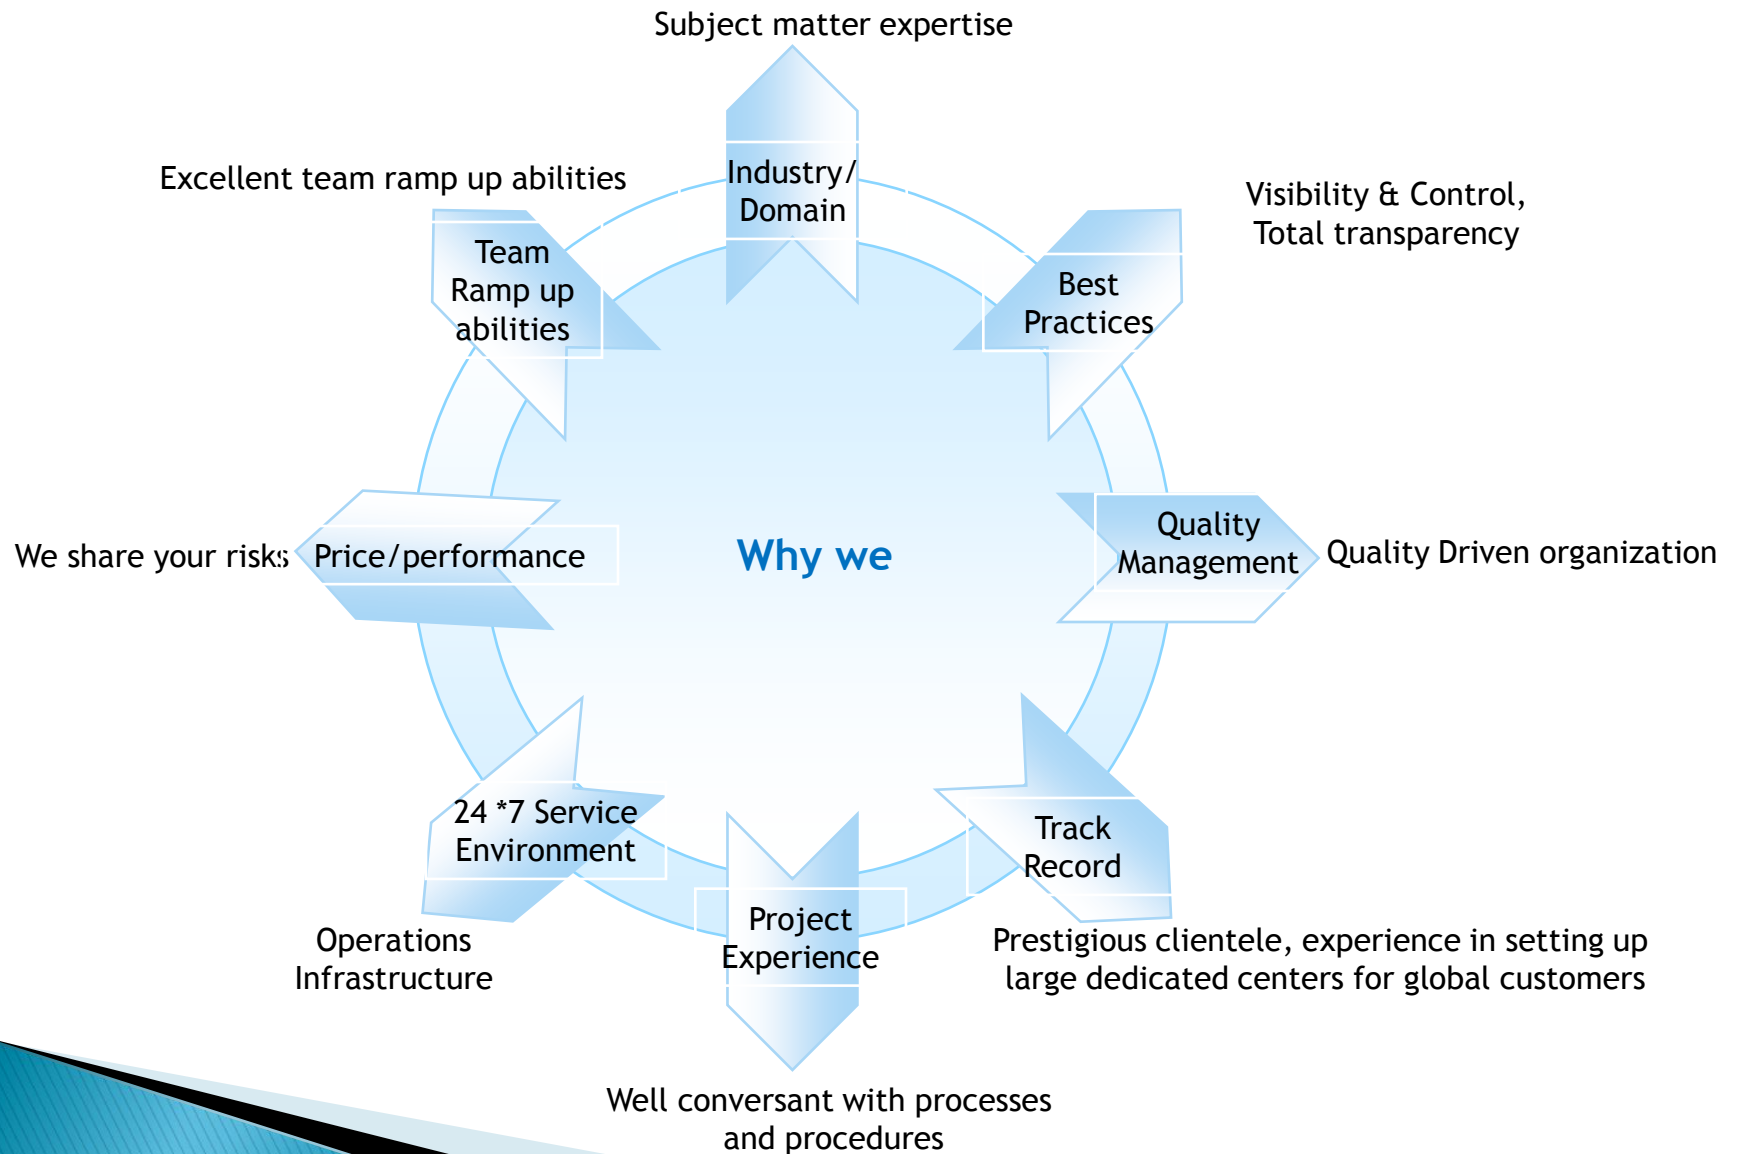 Subject matter expertise
Industry/
Domain
Excellent team ramp up abilities
Team
Ramp up
abilities
Visibility & Control,
Total transparency
Best
Practices
We share your risks
Price/performance
Why we
Quality
Management
Quality Driven organization
24 *7 Service
Environment
Operations
Infrastructure
Project
Experience
Well conversant with processes
and procedures
Track
Record
Prestigious clientele, experience in setting up
large dedicated centers for global customers